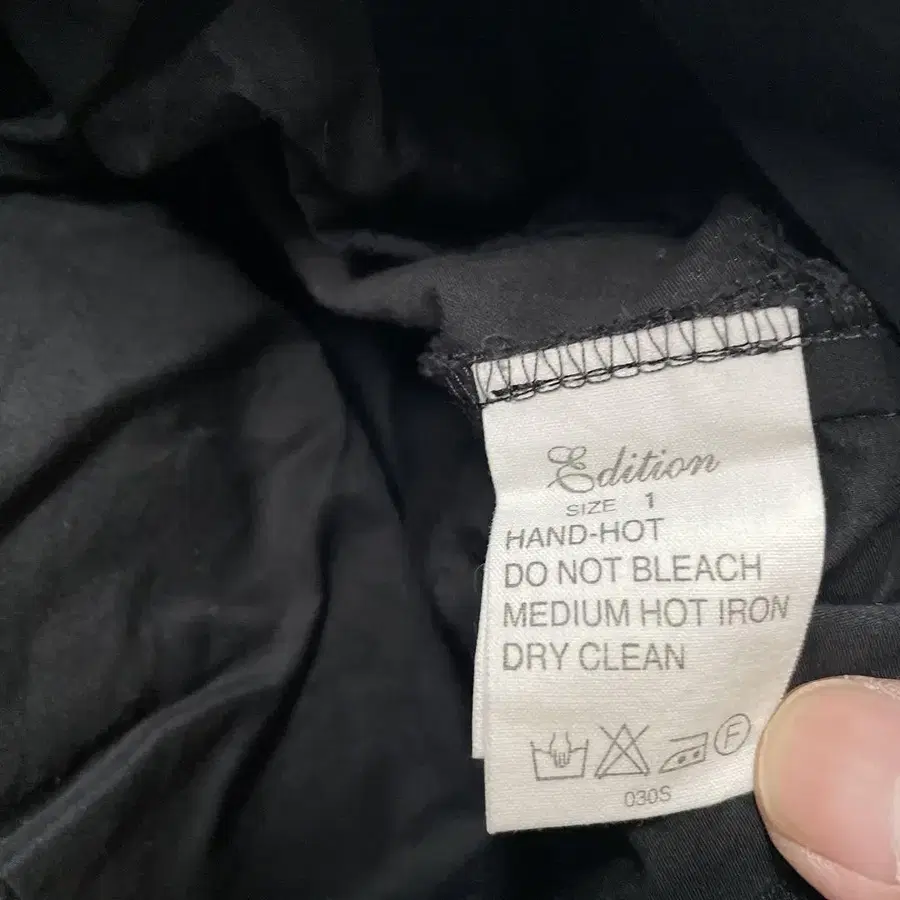 Edition
SIZE 1
HAND-HOT
DO NOT BLEACH
MEDIUM HOT IRON
DRY CLEAN
F
030S